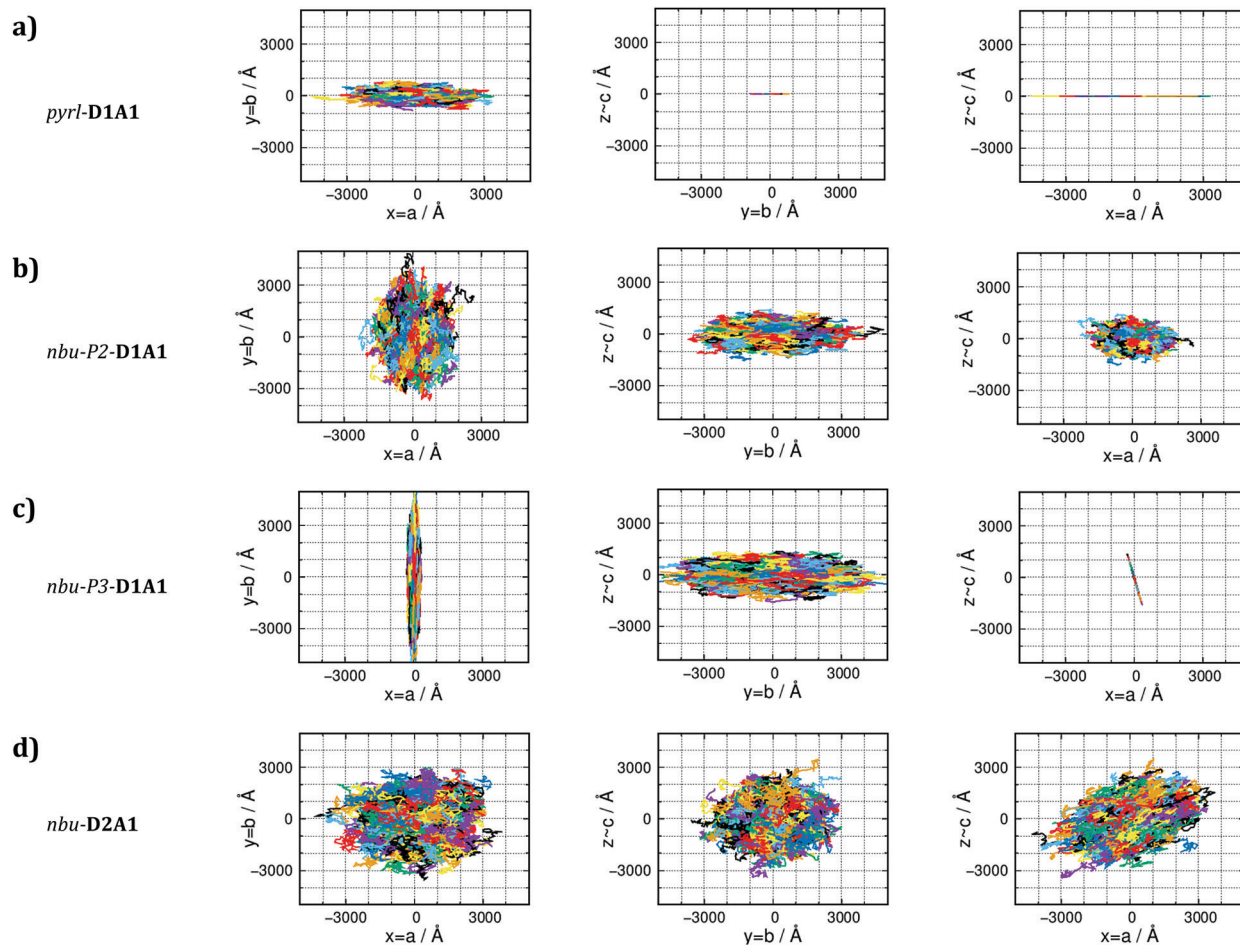 a)
pyrl-D1A1
3000
0
−3000
y=b / Å
−3000
0
3000
x=a / Å
3000
0
−3000
z~c / Å
−3000
0
3000
y=b / Å
3000
0
−3000
z~c / Å
−3000
0
3000
x=a / Å
b)
nbu-P2-D1A1
3000
0
−3000
y=b / Å
−3000
0
3000
x=a / Å
3000
0
−3000
z~c / Å
−3000
0
3000
y=b / Å
3000
0
−3000
z~c / Å
−3000
0
3000
x=a / Å
c)
nbu-P3-D1A1
3000
0
−3000
y=b / Å
−3000
0
3000
x=a / Å
3000
0
−3000
z~c / Å
−3000
0
3000
y=b / Å
3000
0
−3000
z~c / Å
−3000
0
3000
x=a / Å
d)
nbu-D2A1
3000
0
−3000
y=b / Å
−3000
0
3000
x=a / Å
3000
0
−3000
z~c / Å
−3000
0
3000
y=b / Å
3000
0
−3000
z~c / Å
−3000
0
3000
x=a / Å